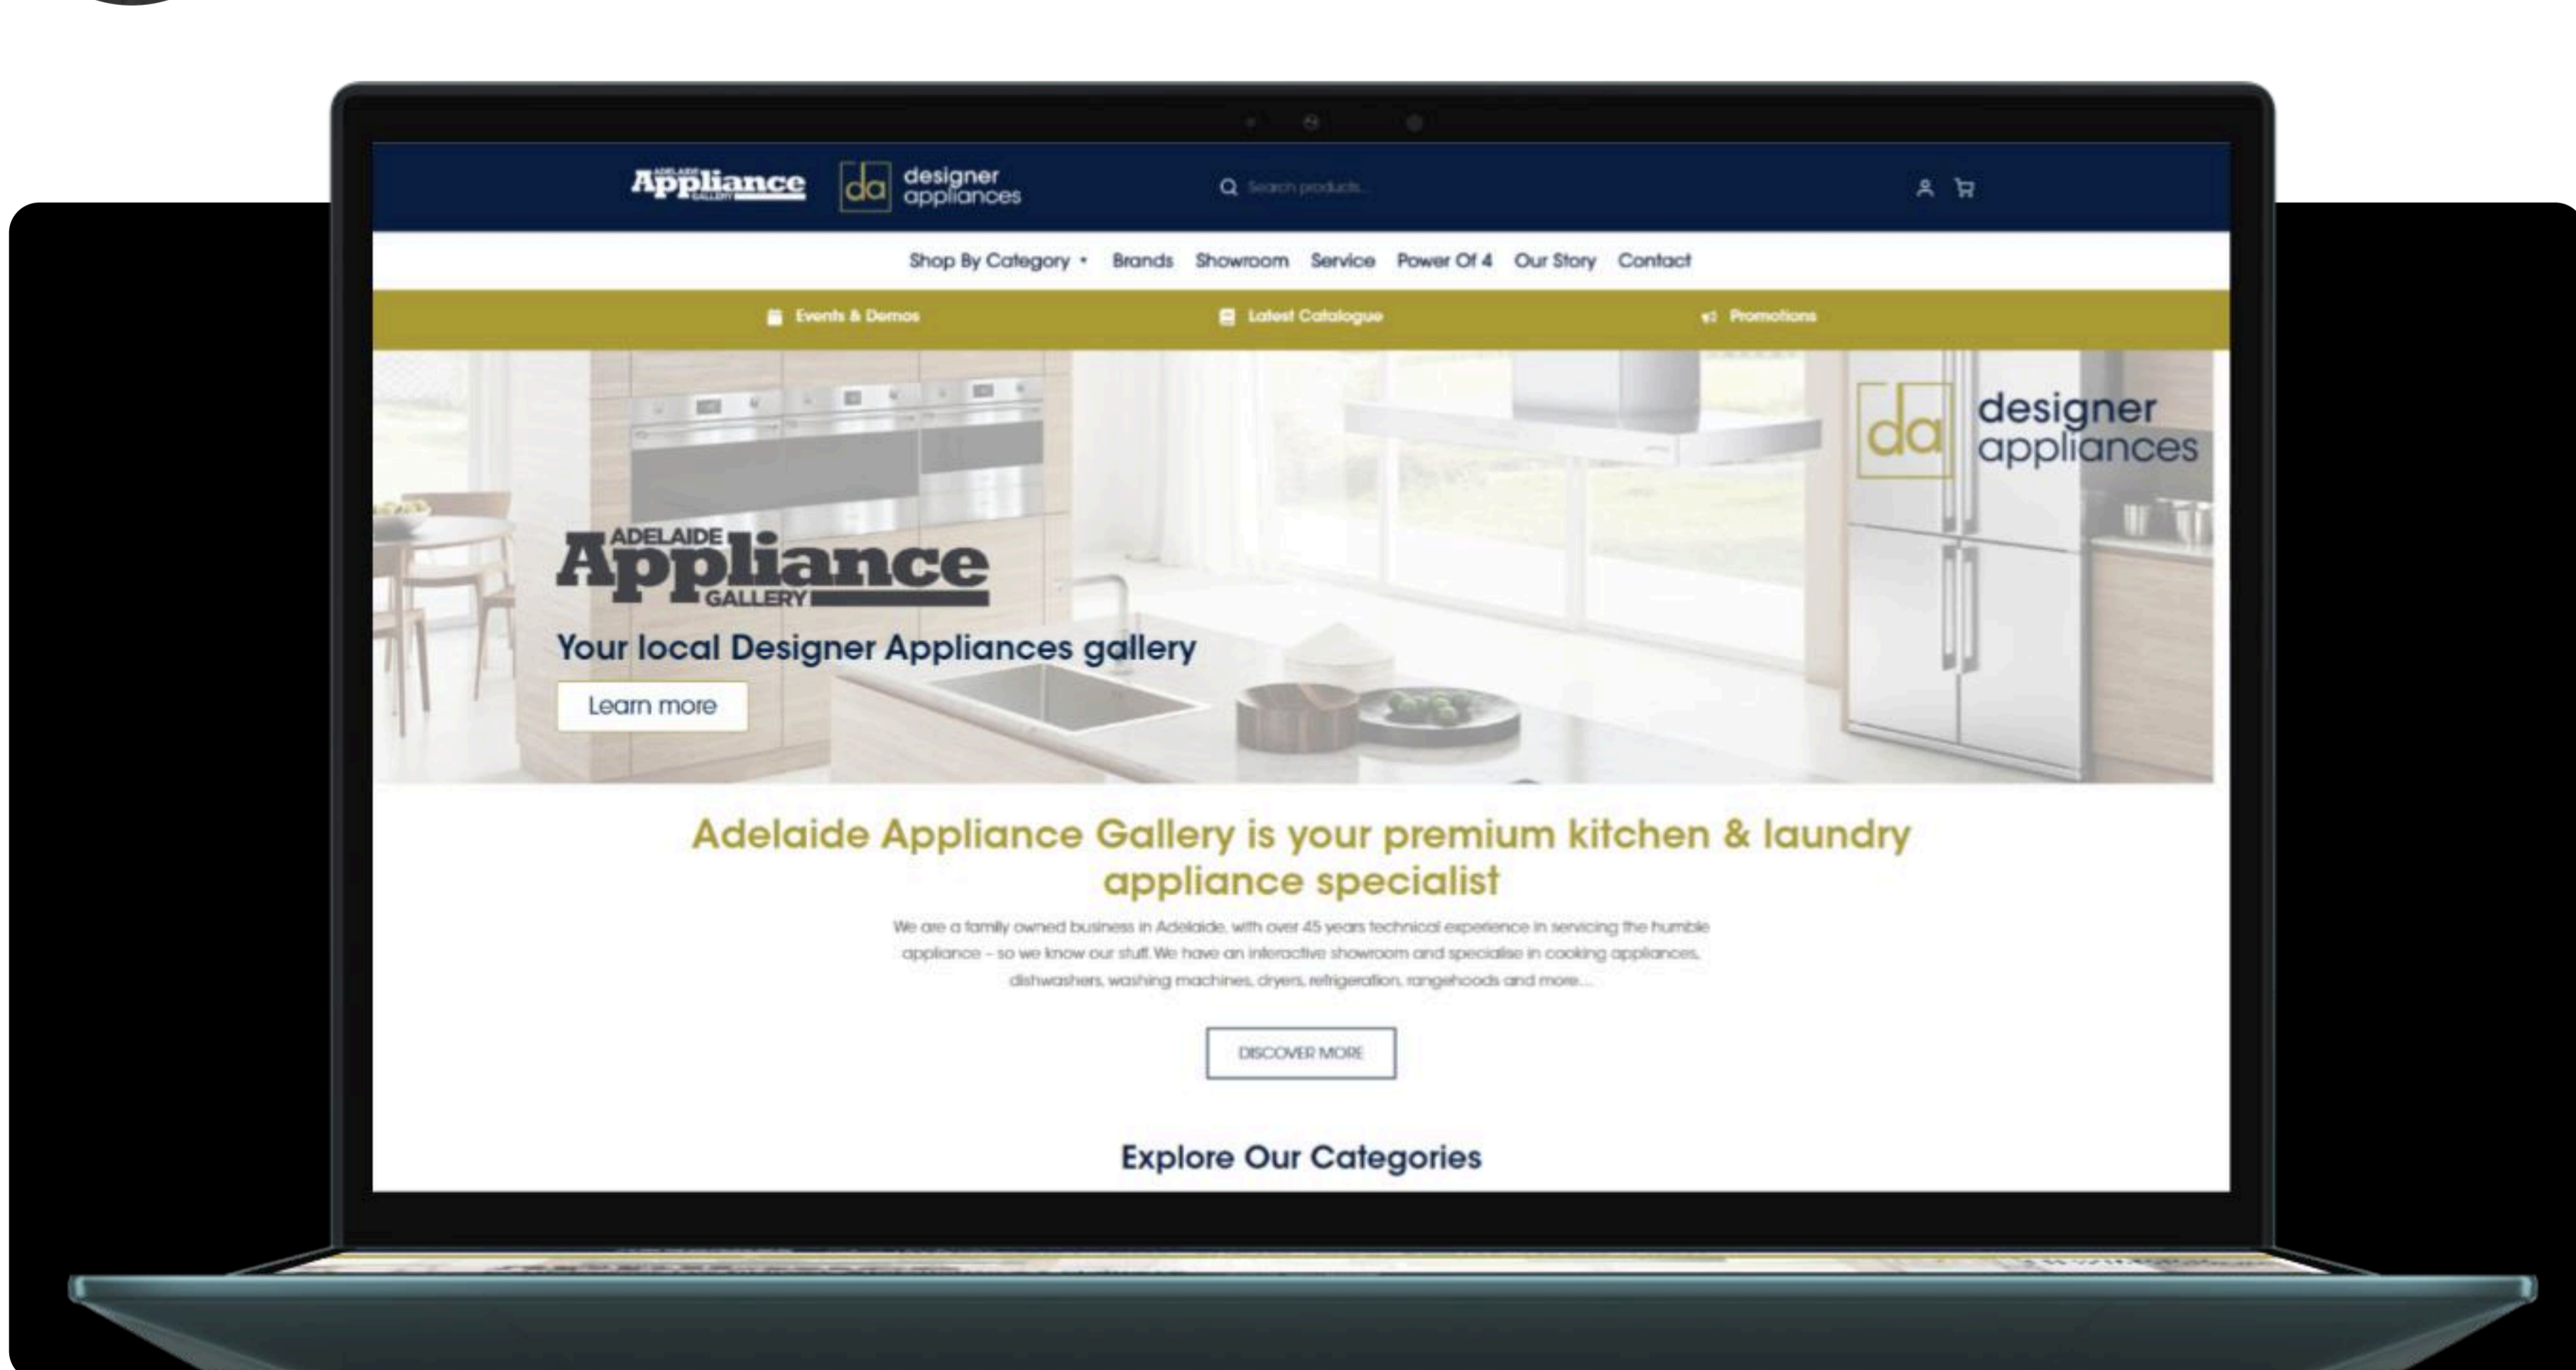 ADELAIDE
Appliance
GALLERY
da designer
appliances
Search products...
Shop By Category Brands Showroom Service Power Of 4 Our Story Contact
Events & Demos Latest Catalogue Promotions
da designer
appliances
ADELAIDE
Appliance
GALLERY
Your local Designer Appliances gallery
Learn more
Adelaide Appliance Gallery is your premium kitchen & laundry
appliance specialist
We are a family owned business in Adelaide, with over 45 years technical experience in servicing the humble
appliance – so we know our stuff. We have an interactive showroom and specialise in cooking appliances,
dishwashers, washing machines, dryers, refrigeration, rangehoods and more...
DISCOVER MORE
Explore Our Categories